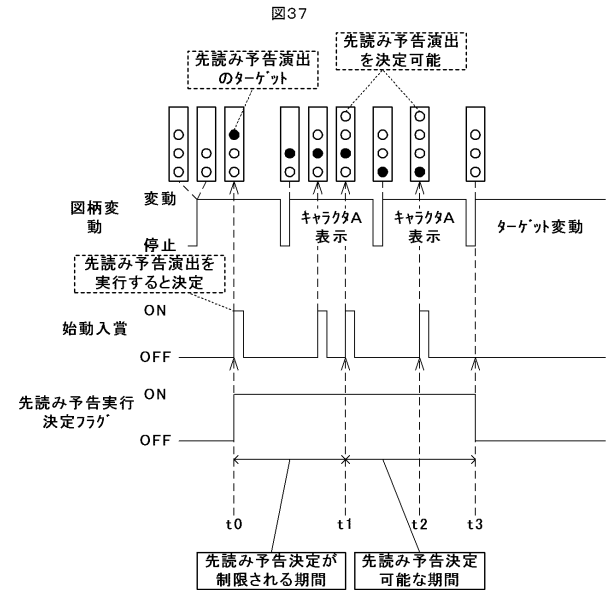 図37
先読み予告演出
のターゲット
先読み予告演出
を決定可能
図柄変
動
変動
停止
キャラクタA
表示
キャラクタA
表示
ターゲット変動
先読み予告演出を
実行すると決定
始動入賞
ON
OFF
先読み予告実行
決定フラグ
ON
OFF
t0
t1
t2
t3
先読み予告決定が
制限される期間
先読み予告決定
可能な期間